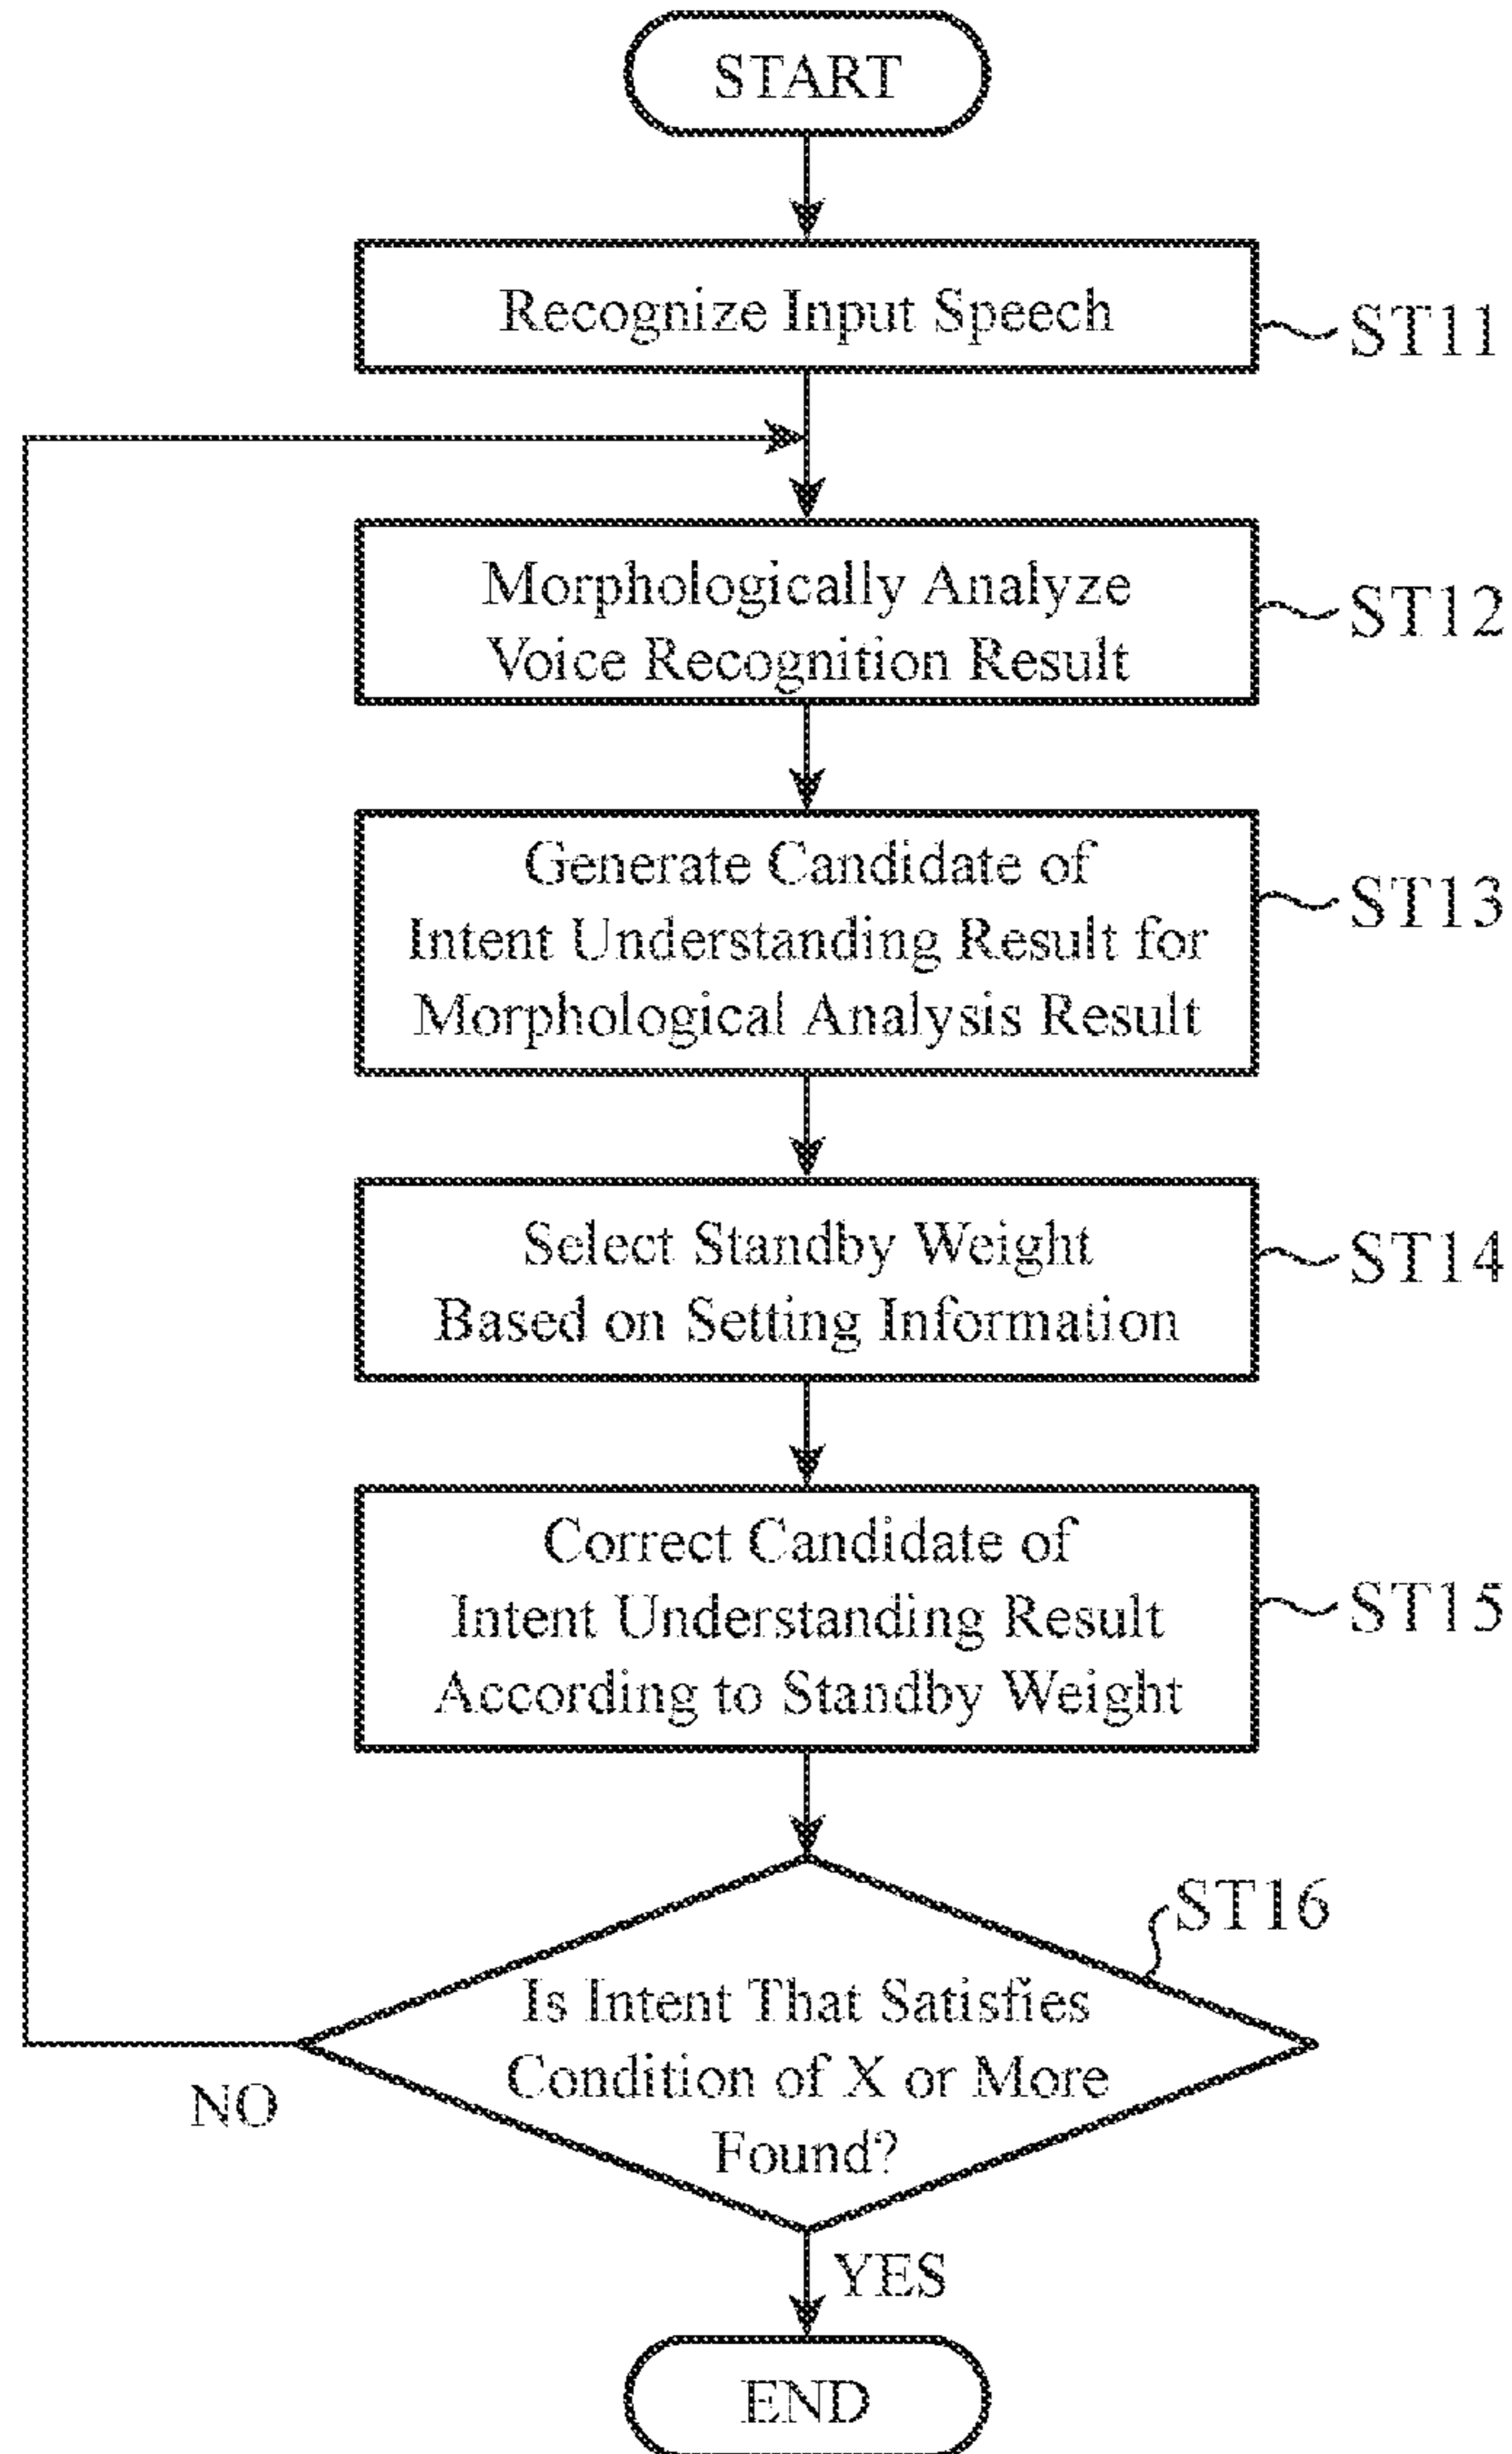 START
Recognize Input Speech
ST11
Morphologically Analyze
Voice Recognition Result
ST12
Generate Candidate of
Intent Understanding Result for
Morphological Analysis Result
ST13
Select Standby Weight
Based on Setting Information
ST14
Correct Candidate of
Intent Understanding Result
According to Standby Weight
ST15
ST16
Is Intent That Satisfies
Condition of X or More
Found?
NO
YES
END